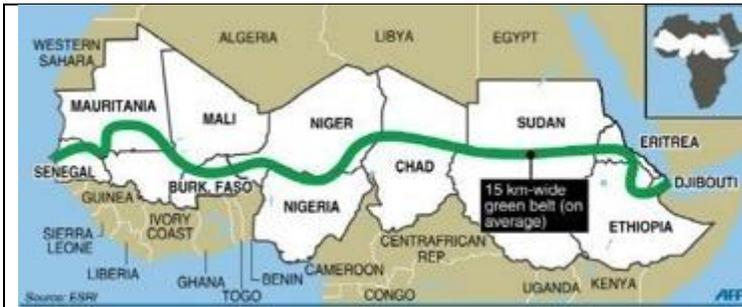 WESTERN
SAHARA
ALGERIA
LIBYA
EGYPT
MAURITANIA
MALI
NIGER
SUDAN
ERITREA
CHAD
SENEGAL
BURK. FASO
DJIBOUTI
GUINEA
NIGERIA
15 km-wide
green belt (on
average)
ETHIOPIA
IVORY
COAST
SIERRA
LEONE
CENTRAFRICAN
REP.
LIBERIA
GHANA
TOGO
BENIN
CAMEROON
CONGO
UGANDA
KENYA
Source: ESRI
AFP